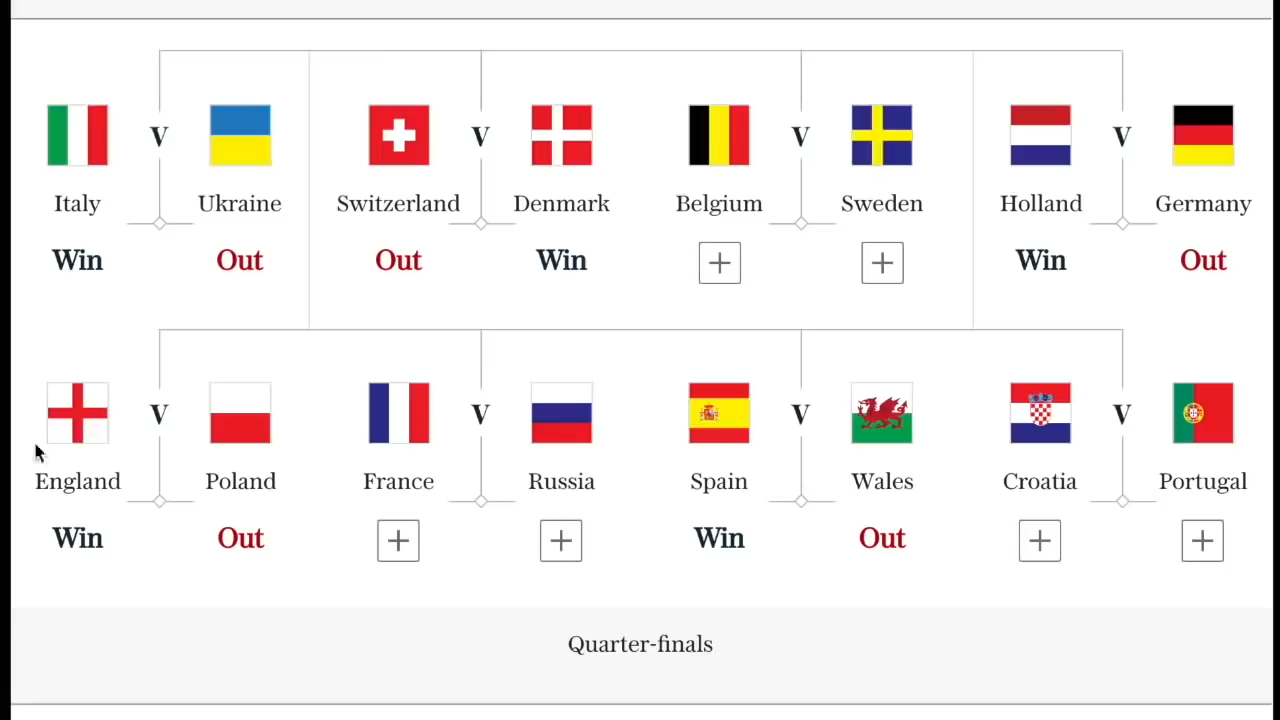 V V V V
Italy Ukraine Switzerland Denmark Belgium Sweden Holland Germany
Win Out Out Win + + Win Out
V V V V
England Poland France Russia Spain Wales Croatia Portugal
Win Out + + Win Out + +
Quarter-finals